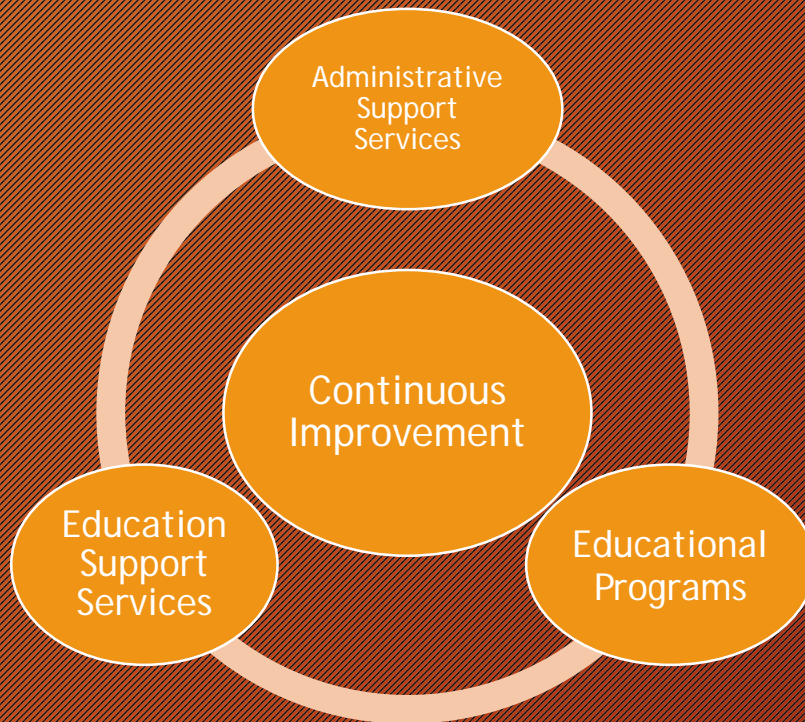 Administrative
Support
Services
Continuous
Improvement
Education
Support
Services
Educational
Programs